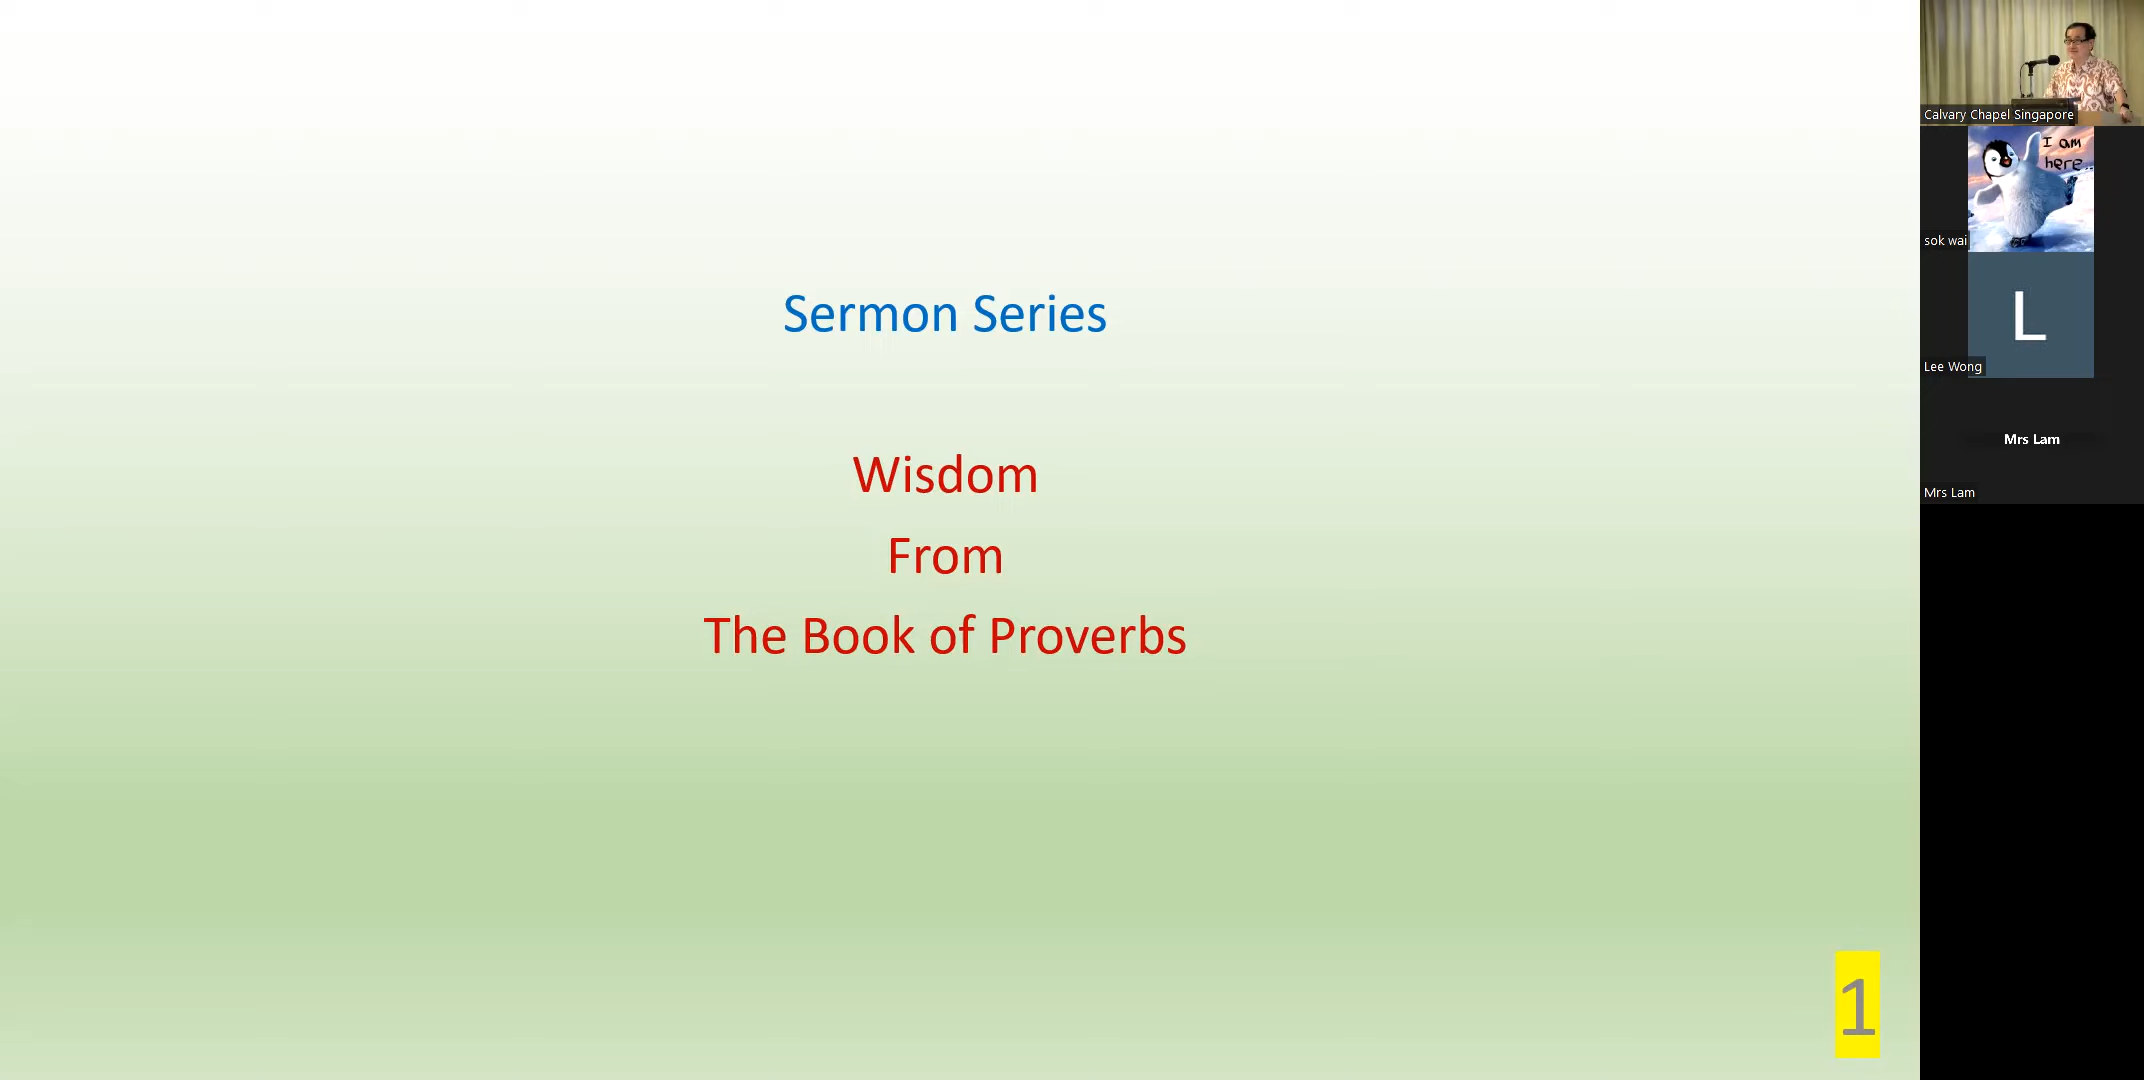 Sermon Series
Wisdom
From
The Book of Proverbs
1
Calvary Chapel Singapore
I am
here
sok wai
L
Lee Wong
Mrs Lam
Mrs Lam